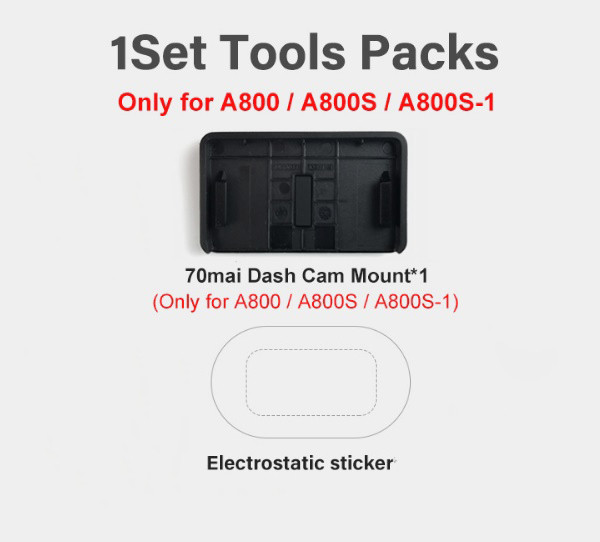 1Set Tools Packs
Only for A800 / A800S / A800S-1
70mai Dash Cam Mount*1
(Only for A800 / A800S / A800S-1)
Electrostatic sticker